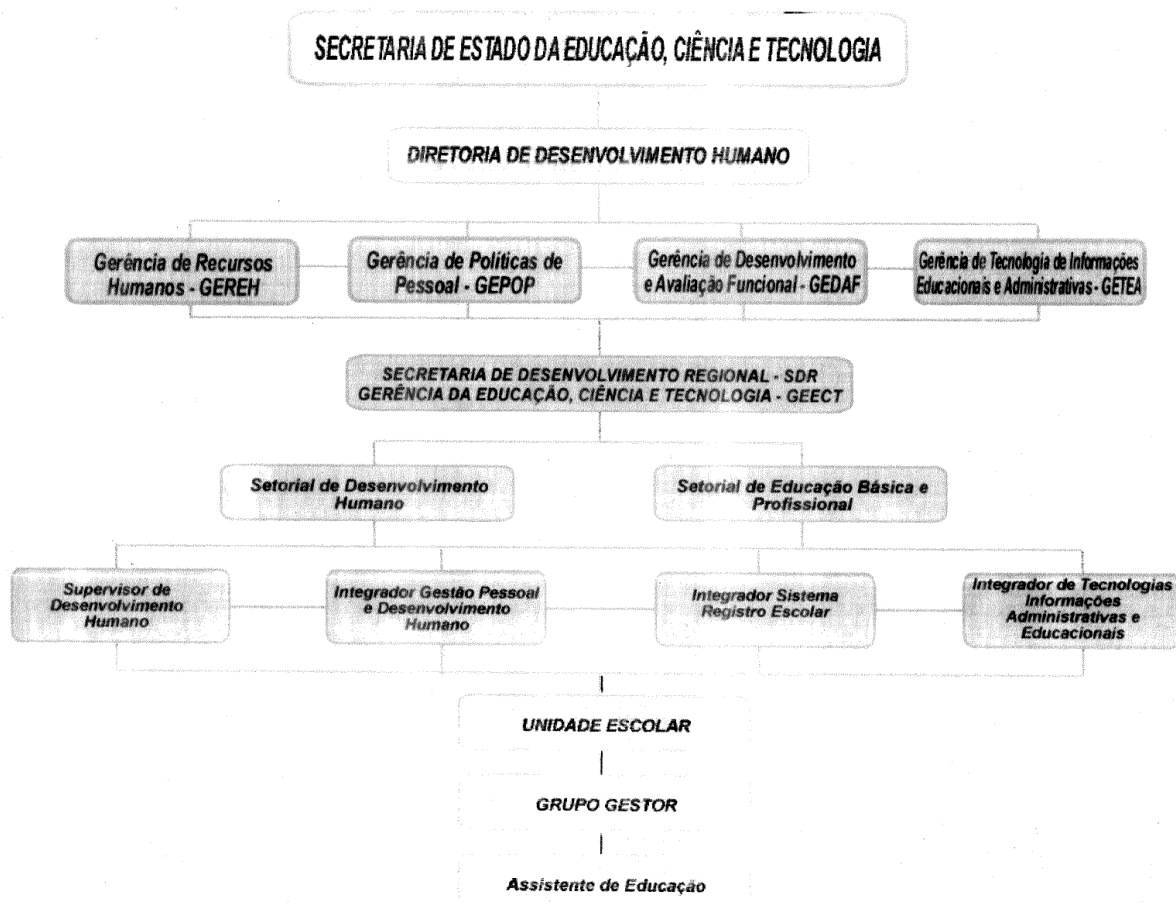 SECRETARIA DE ESTADO DA EDUCAÇÃO, CIÊNCIA E TECNOLOGIA
DIRETORIA DE DESENVOLVIMENTO HUMANO
Gerência de Recursos
Humanos - GEREH
Gerência de Políticas de
Pessoal - GEPOP
Gerência de Desenvolvimento
e Avaliação Funcional - GEDAF
Gerência de Tecnologia de Informações
Educacionais e Administrativas - GETEA
SECRETARIA DE DESENVOLVIMENTO REGIONAL - SDR
GERÊNCIA DA EDUCAÇÃO, CIÊNCIA E TECNOLOGIA - GEECT
Setorial de Desenvolvimento
Humano
Setorial de Educação Básica e
Profissional
Supervisor de
Desenvolvimento
Humano
Integrador Gestão Pessoal
e Desenvolvimento
Humano
Integrador Sistema
Registro Escolar
Integrador de Tecnologias
Informações
Administrativas e
Educacionais
UNIDADE ESCOLAR
GRUPO GESTOR
Assistente de Educação